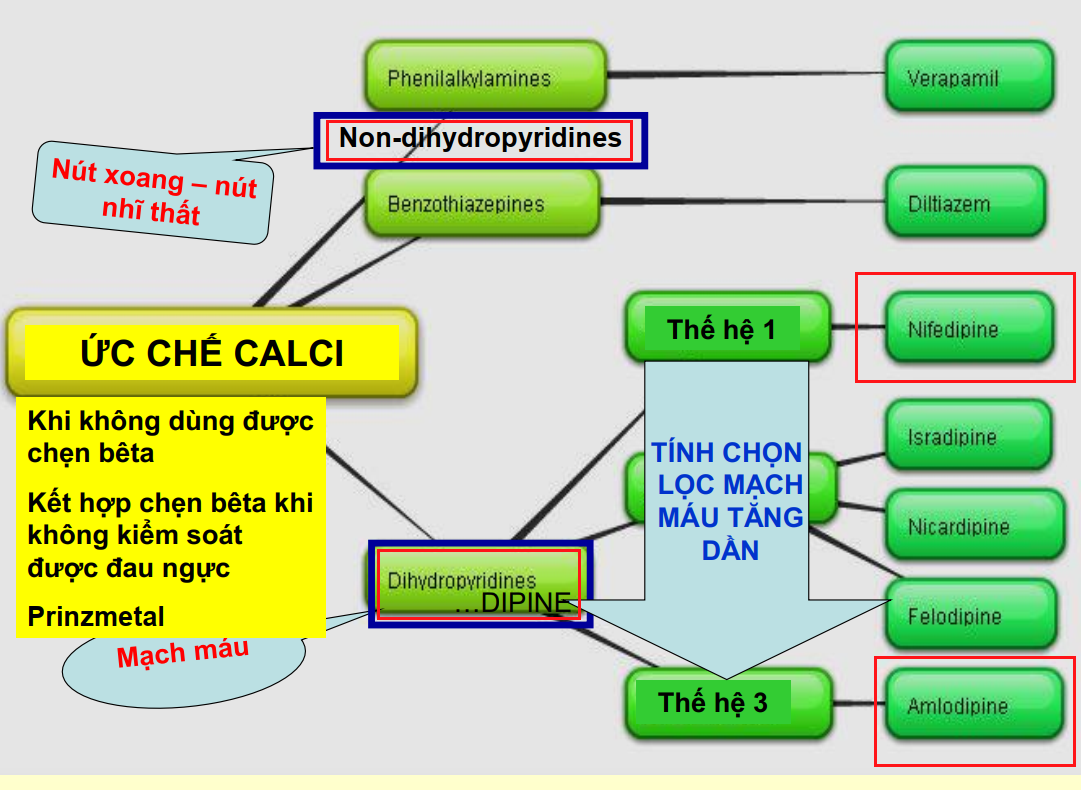 Phenilalkylamines
Verapamil
Non-dihydropyridines
Nút xoang – nút
nhĩ thất
Benzothiazepines
Diltiazem
Thế hệ 1
Nifedipine
ỨC CHẾ CALCI
Khi không dùng được
chẹn bêta
Kết hợp chẹn bêta khi
không kiểm soát
được đau ngực
Prinzmetal
Mạch máu
TÍNH CHỌN
LỌC MẠCH
MÁU TĂNG
DẦN
Isradipine
Nicardipine
Dihydropyridines
…DIPINE
Felodipine
Thế hệ 3
Amlodipine